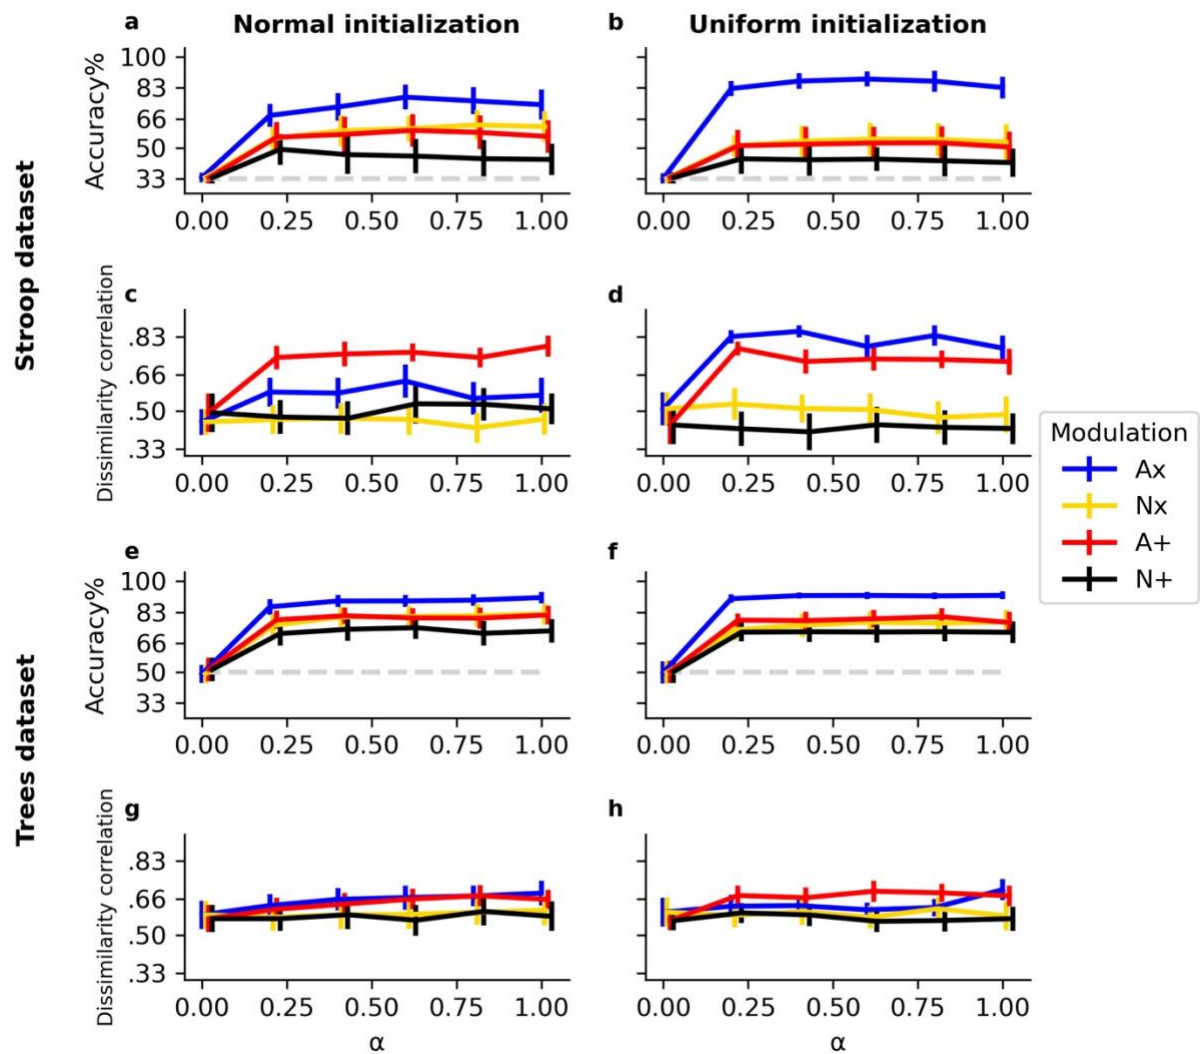 a Normal initialization b Uniform initialization
Stroop dataset
Accuracy%
100
83
66
50
33
0.00 0.25 0.50 0.75 1.00
0.00 0.25 0.50 0.75 1.00
c d
Dissimilarity correlation
.83
.66
.50
.33
0.00 0.25 0.50 0.75 1.00
0.00 0.25 0.50 0.75 1.00
Modulation
Ax
Nx
A+
N+
Trees dataset
e f
Accuracy%
100
83
66
50
33
0.00 0.25 0.50 0.75 1.00
0.00 0.25 0.50 0.75 1.00
g h
Dissimilarity correlation
.83
.66
.50
.33
0.00 0.25 0.50 0.75 1.00
0.00 0.25 0.50 0.75 1.00
α α